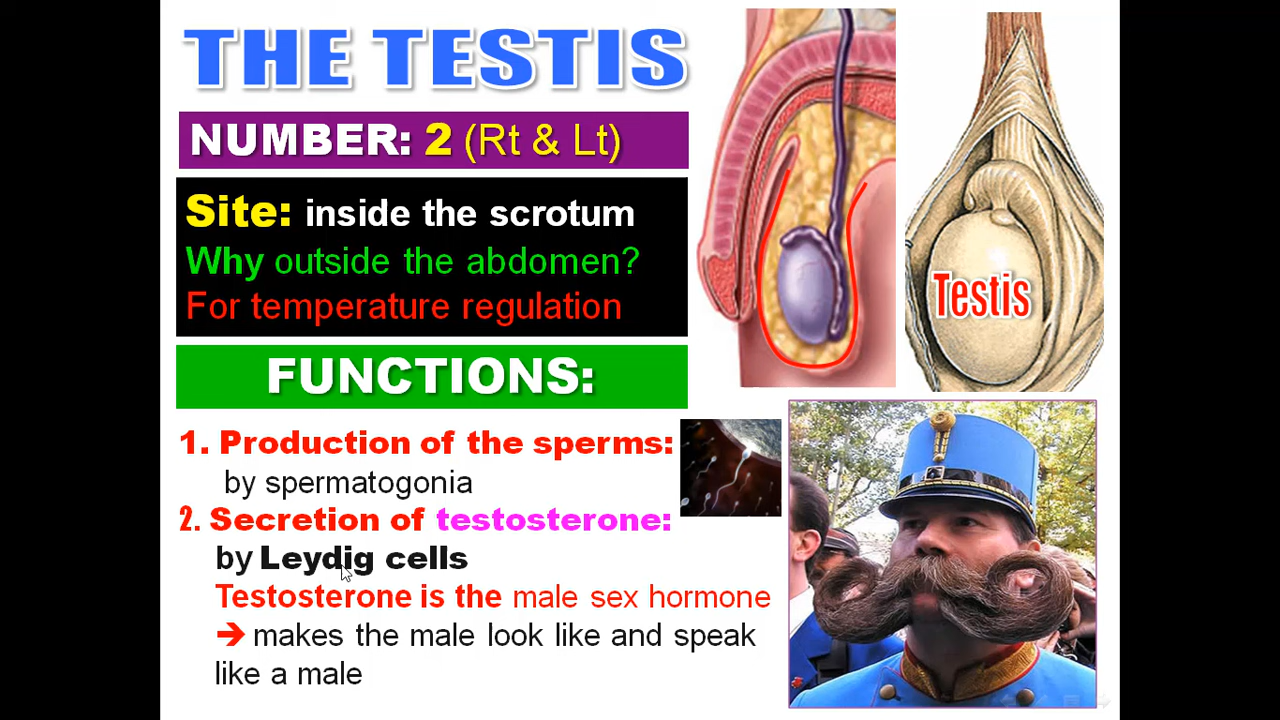 THE TESTIS
NUMBER: 2 (Rt & Lt)
Site: inside the scrotum
Why outside the abdomen?
For temperature regulation
FUNCTIONS:
1. Production of the sperms:
by spermatogonia
2. Secretion of testosterone:
by Leydig cells
Testosterone is the male sex hormone
➔ makes the male look like and speak
like a male
Testis